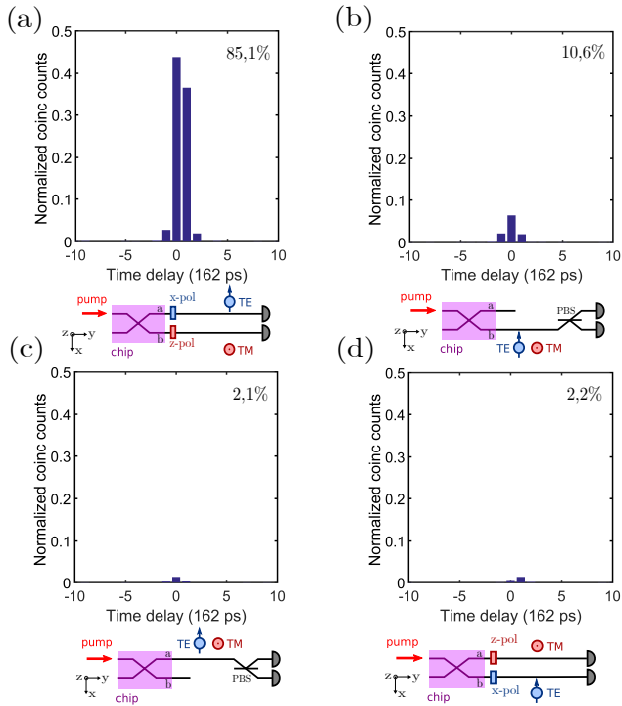 (a)
Normalized coinc counts
0.5
0.4
0.3
0.2
0.1
0
85,1%
-10 -5 0 5 10
Time delay (162 ps)
pump
x-pol
TE
a
z y
x
b
z-pol
TM
chip
(b)
Normalized coinc counts
0.5
0.4
0.3
0.2
0.1
0
10,6%
-10 -5 0 5 10
Time delay (162 ps)
pump
a
PBS
z y
x
b
TE TM
chip
(c)
Normalized coinc counts
0.5
0.4
0.3
0.2
0.1
0
2,1%
-10 -5 0 5 10
Time delay (162 ps)
TE TM
pump
a
z y
x
b
PBS
chip
(d)
Normalized coinc counts
0.5
0.4
0.3
0.2
0.1
0
2,2%
-10 -5 0 5 10
Time delay (162 ps)
z-pol
TM
pump
a
z y
x
b
x-pol
TE
chip